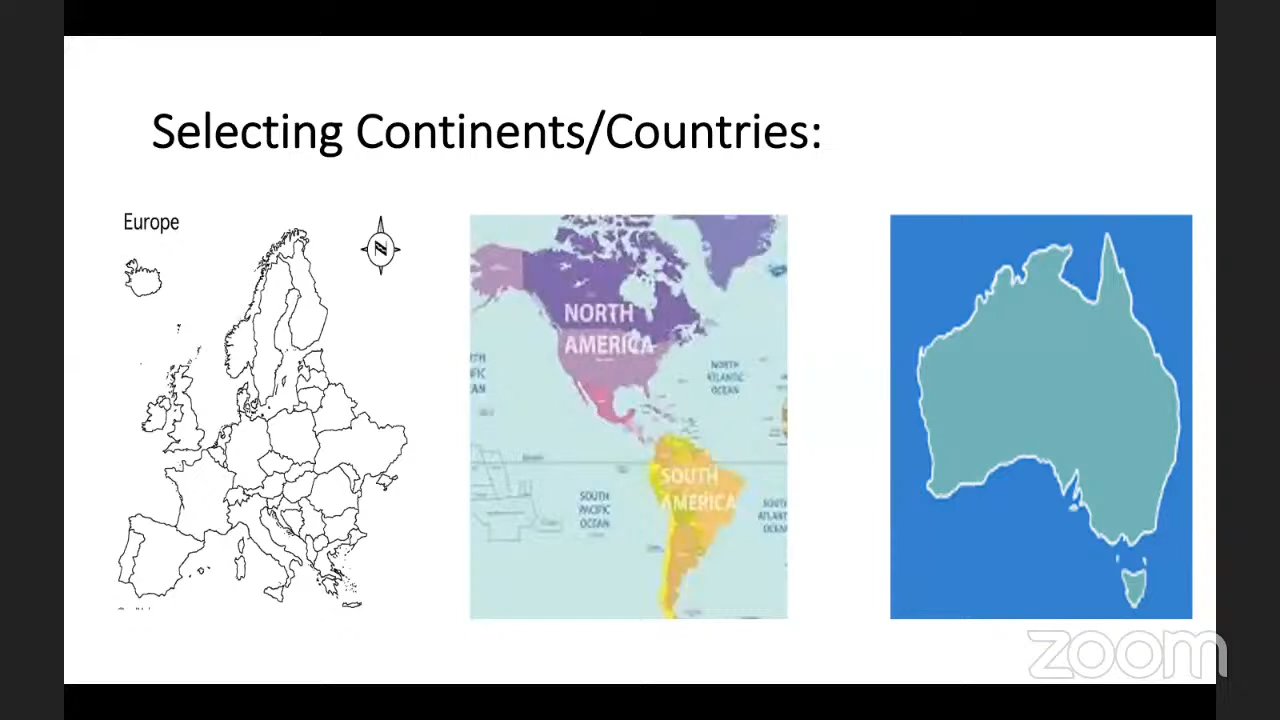 Selecting Continents/Countries:
Europe
N
NORTH
AMERICA
NORTH
ATLANTIC
OCEAN
SOUTH
AMERICA
SOUTH
PACIFIC
OCEAN
zoom